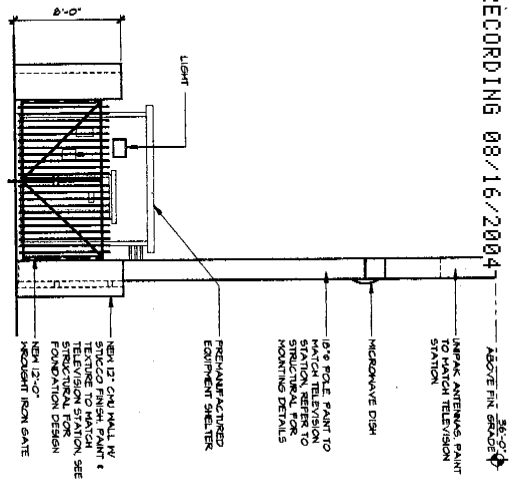 RECORDING 08/16/2004
36'-0"
ABOVE FIN. GRADE
UNIPAK ANTENNAS, PAINT
TO MATCH TELEVISION
STATION
MICROWAVE DISH
18"Φ POLE, PAINT TO
MATCH TELEVISION
STATION, REFER TO
STRUCTURAL FOR
MOUNTING DETAILS
PREMANUFACTURED
EQUIPMENT SHELTER
NEW 12" CMU WALL W/
STUCCO FINISH PAINT &
TEXTURE TO MATCH
TELEVISION STATION, SEE
STRUCTURAL FOR
FOUNDATION DESIGN
NEW 12'-0"
WROUGHT IRON GATE
LIGHT
8'-0"